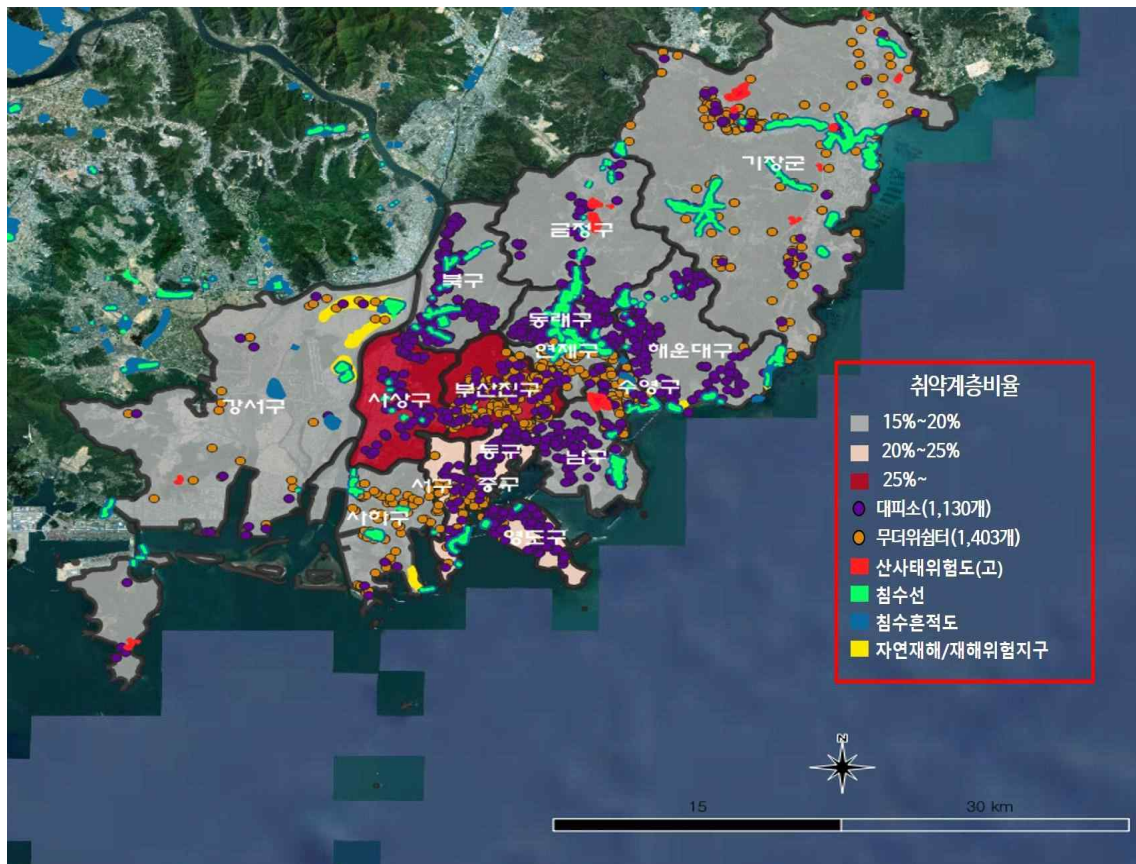 기장군
금정구
북구
동래구
연제구
해운대구
수영구
부산진구
사상구
강서구
동구
남구
서구
중구
사하구
영도구
취약계층비율
15%~20%
20%~25%
25%~
대피소(1,130개)
무더위쉼터(1,403개)
산사태위험도(고)
침수선
침수흔적도
자연재해/재해위험지구
N
15 30 km